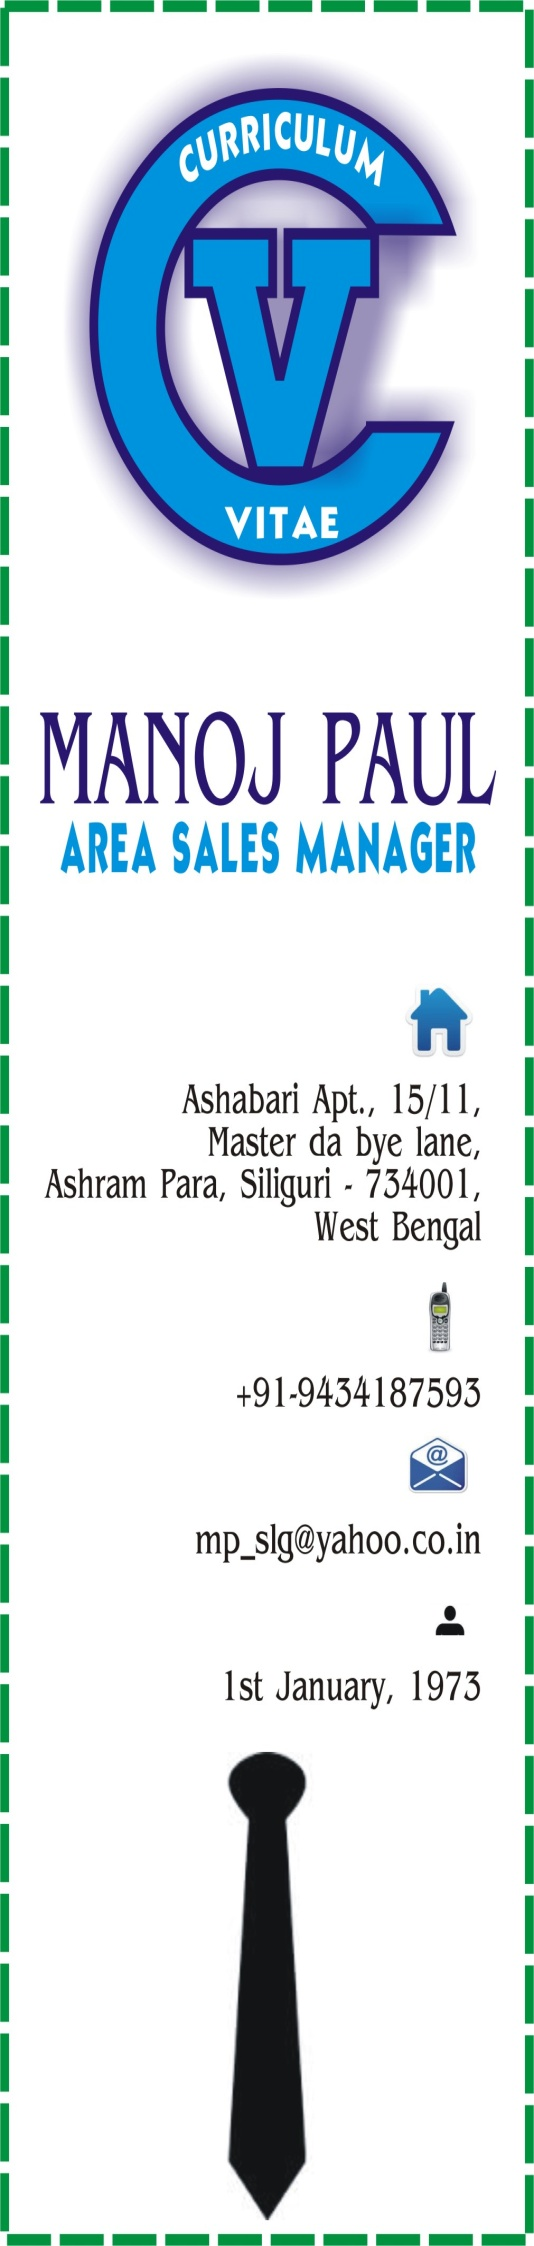 CURRICULUM
CV
VITAE
MANOJ PAUL
AREA SALES MANAGER
Ashabari Apt., 15/11,
Master da bye lane,
Ashram Para, Siliguri - 734001,
West Bengal
+91-9434187593
@
mp_slg@yahoo.co.in
1st January, 1973